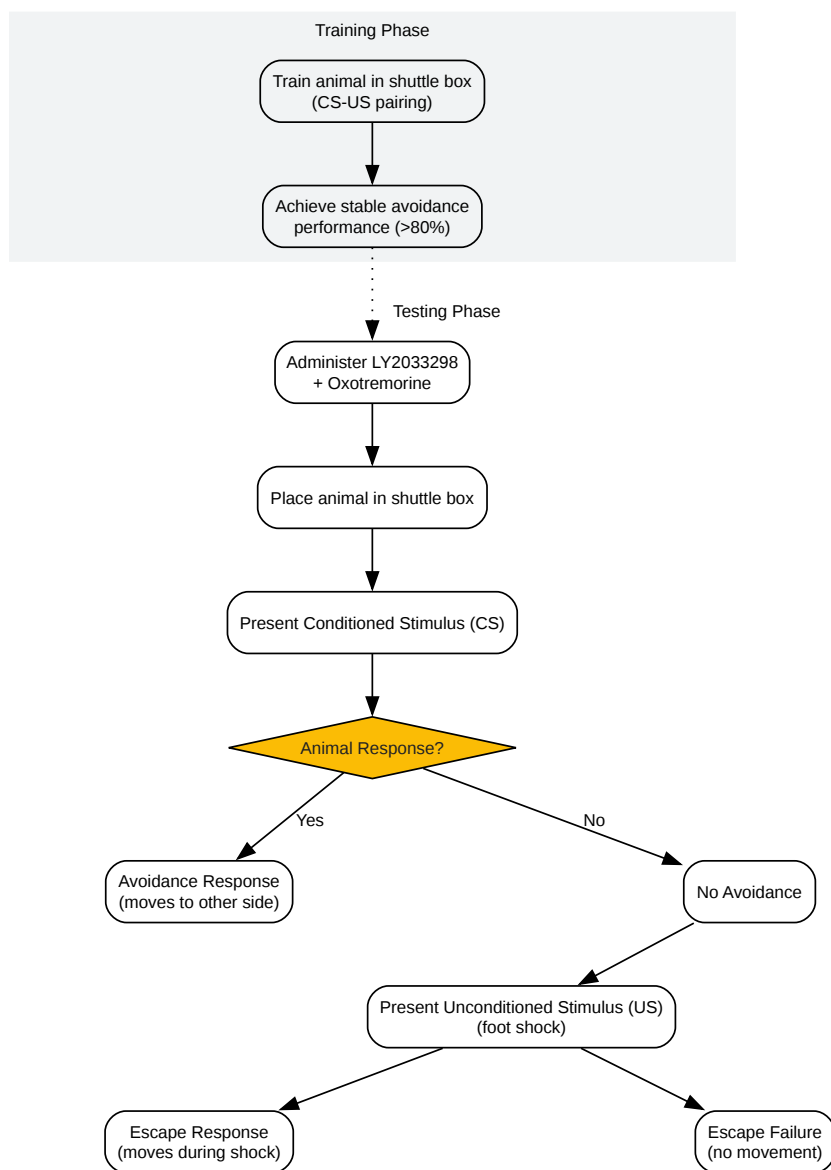 Training Phase
Train animal in shuttle box
(CS-US pairing)
Achieve stable avoidance
performance (>80%)
Testing Phase
Administer LY2033298
+ Oxotremorine
Place animal in shuttle box
Present Conditioned Stimulus (CS)
Animal Response?
Yes
No
Avoidance Response
(moves to other side)
No Avoidance
Present Unconditioned Stimulus (US)
(foot shock)
Escape Response
(moves during shock)
Escape Failure
(no movement)